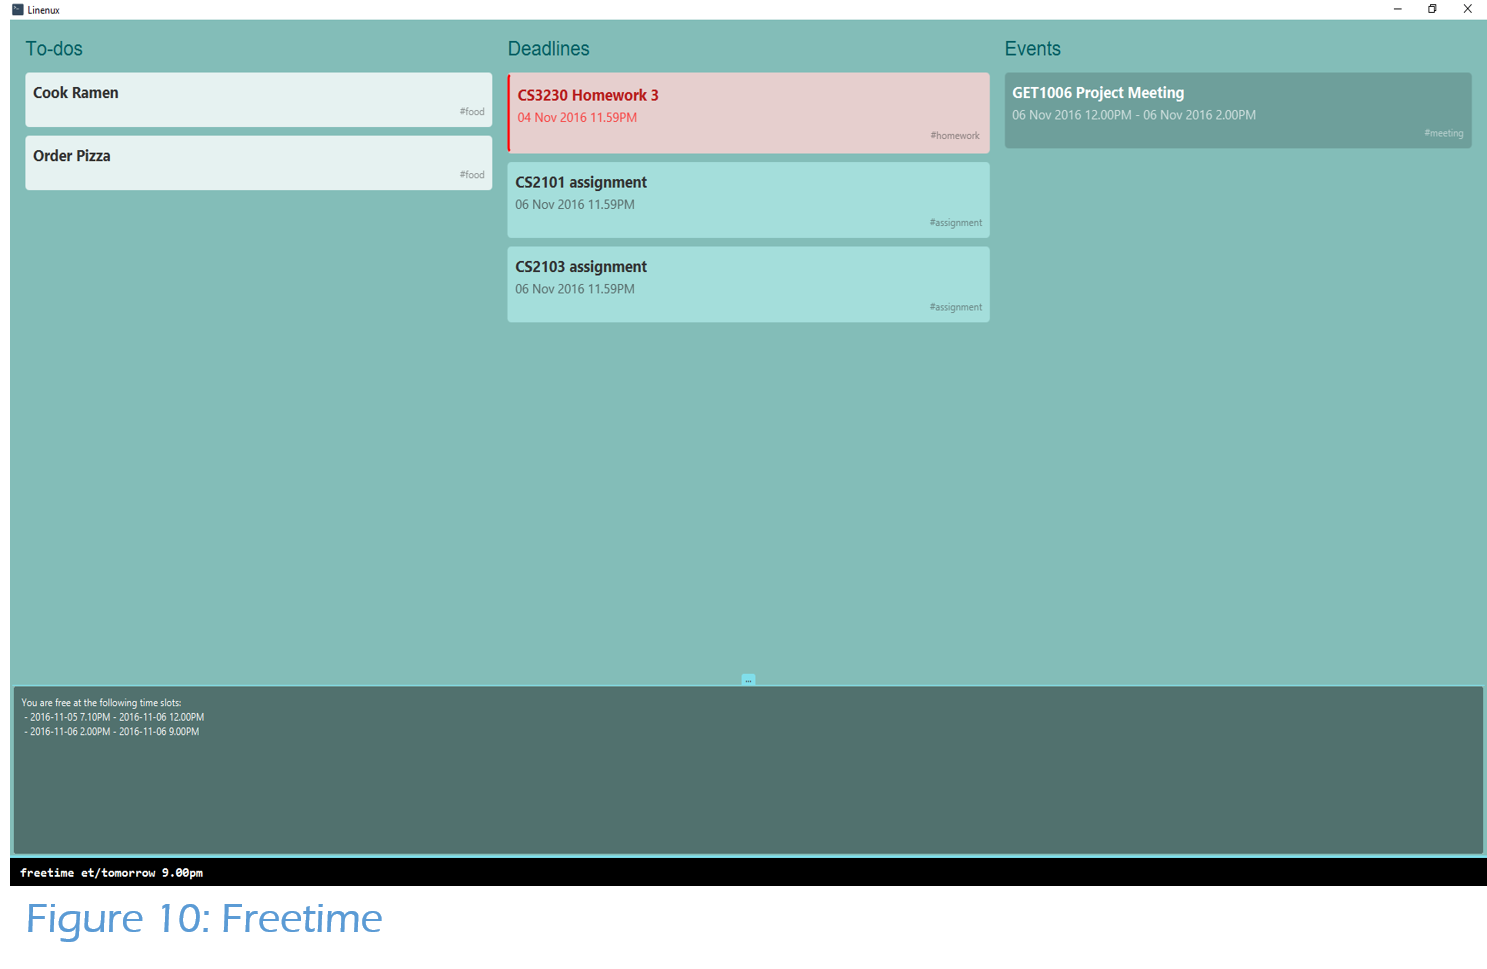 Linenux
To-dos
Cook Ramen
#food
Order Pizza
#food
Deadlines
CS3230 Homework 3
04 Nov 2016 11.59PM
#homework
CS2101 assignment
06 Nov 2016 11.59PM
#assignment
CS2103 assignment
06 Nov 2016 11.59PM
#assignment
Events
GET1006 Project Meeting
06 Nov 2016 12.00PM - 06 Nov 2016 2.00PM
#meeting
...
You are free at the following time slots:
- 2016-11-05 7.10PM - 2016-11-06 12.00PM
- 2016-11-06 2.00PM - 2016-11-06 9.00PM
freetime et/tomorrow 9.00pm
Figure 10: Freetime